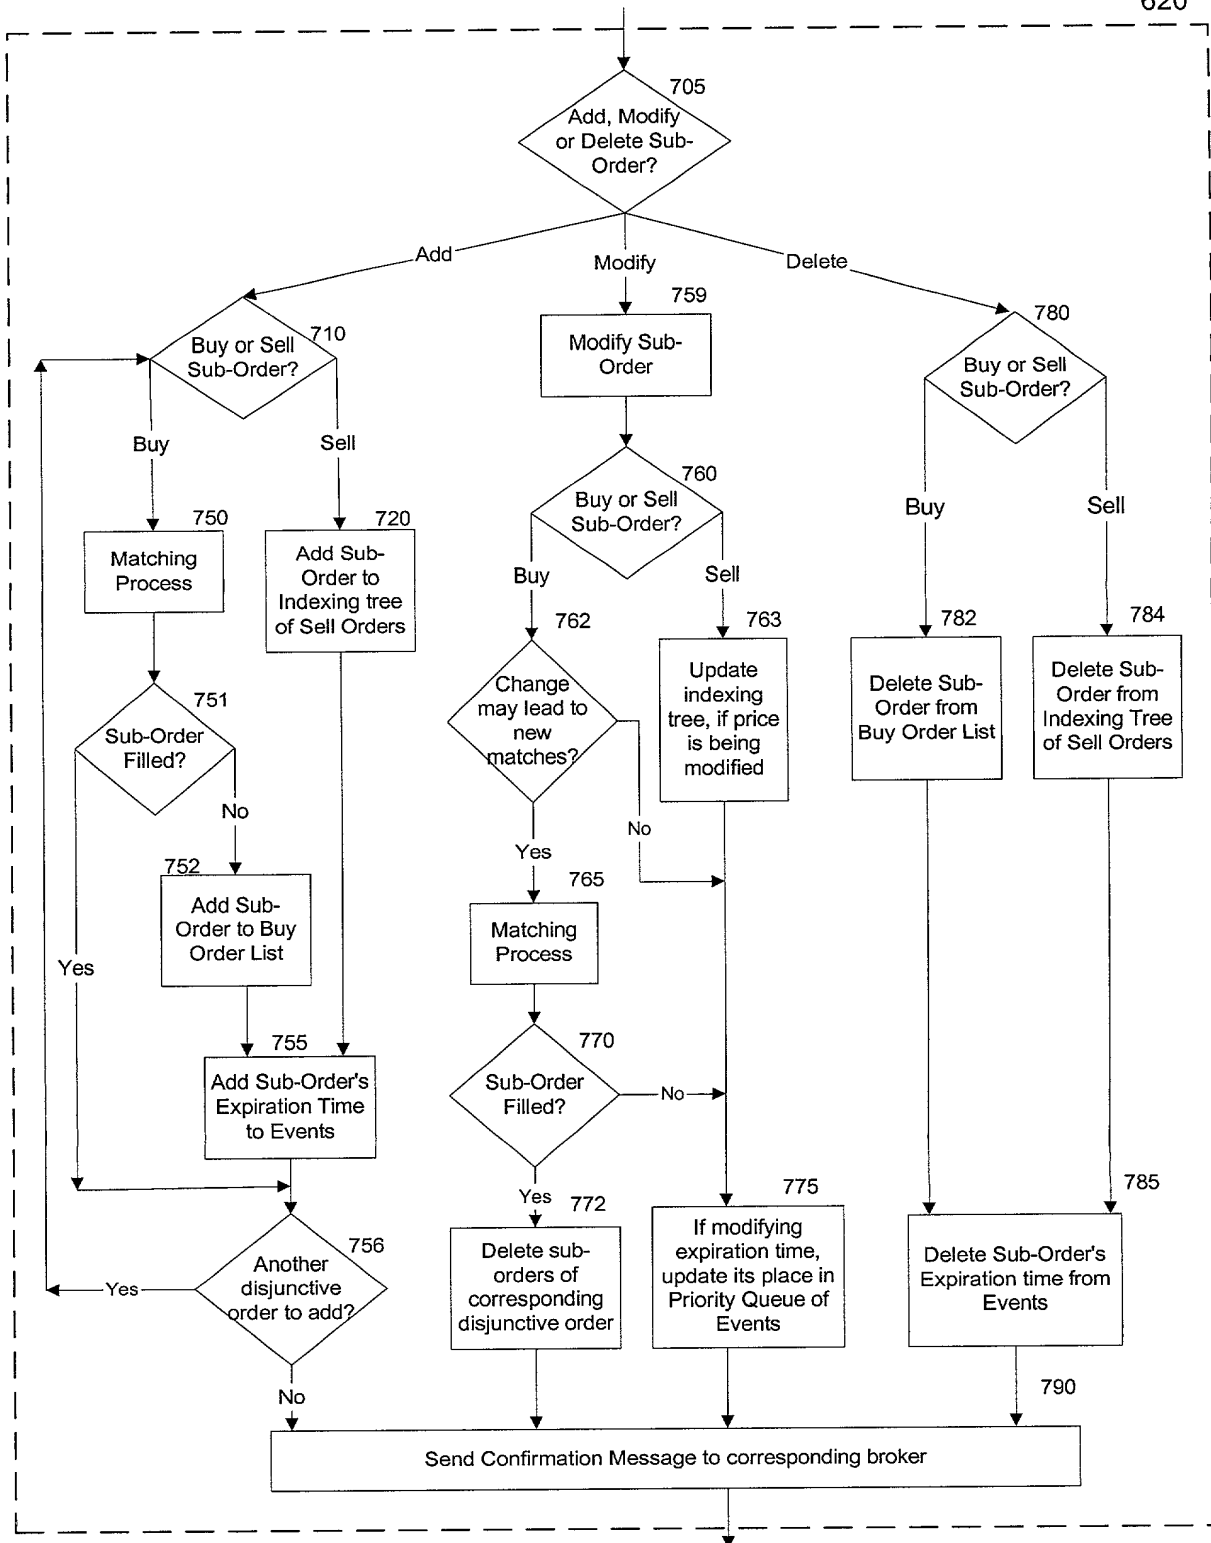 620
705
Add, Modify
or Delete Sub-
Order?
Add
Modify
Delete
710
Buy or Sell
Sub-Order?
759
Modify Sub-
Order
780
Buy or Sell
Sub-Order?
Buy
Sell
760
Buy or Sell
Sub-Order?
Buy
Sell
750
Matching
Process
720
Add Sub-
Order to
Indexing tree
of Sell Orders
Buy
Sell
762
Change
may lead to
new
matches?
763
Update
indexing
tree, if price
is being
modified
782
Delete Sub-
Order from
Buy Order List
784
Delete Sub-
Order from
Indexing Tree
of Sell Orders
751
Sub-Order
Filled?
No
No
Yes
752
Add Sub-
Order to Buy
Order List
765
Matching
Process
Yes
755
Add Sub-Order's
Expiration Time
to Events
770
Sub-Order
Filled?
No
Yes
772
Delete sub-
orders of
corresponding
disjunctive order
775
If modifying
expiration time,
update its place in
Priority Queue of
Events
785
Delete Sub-Order's
Expiration time from
Events
756
Another
disjunctive
order to add?
Yes
No
790
Send Confirmation Message to corresponding broker